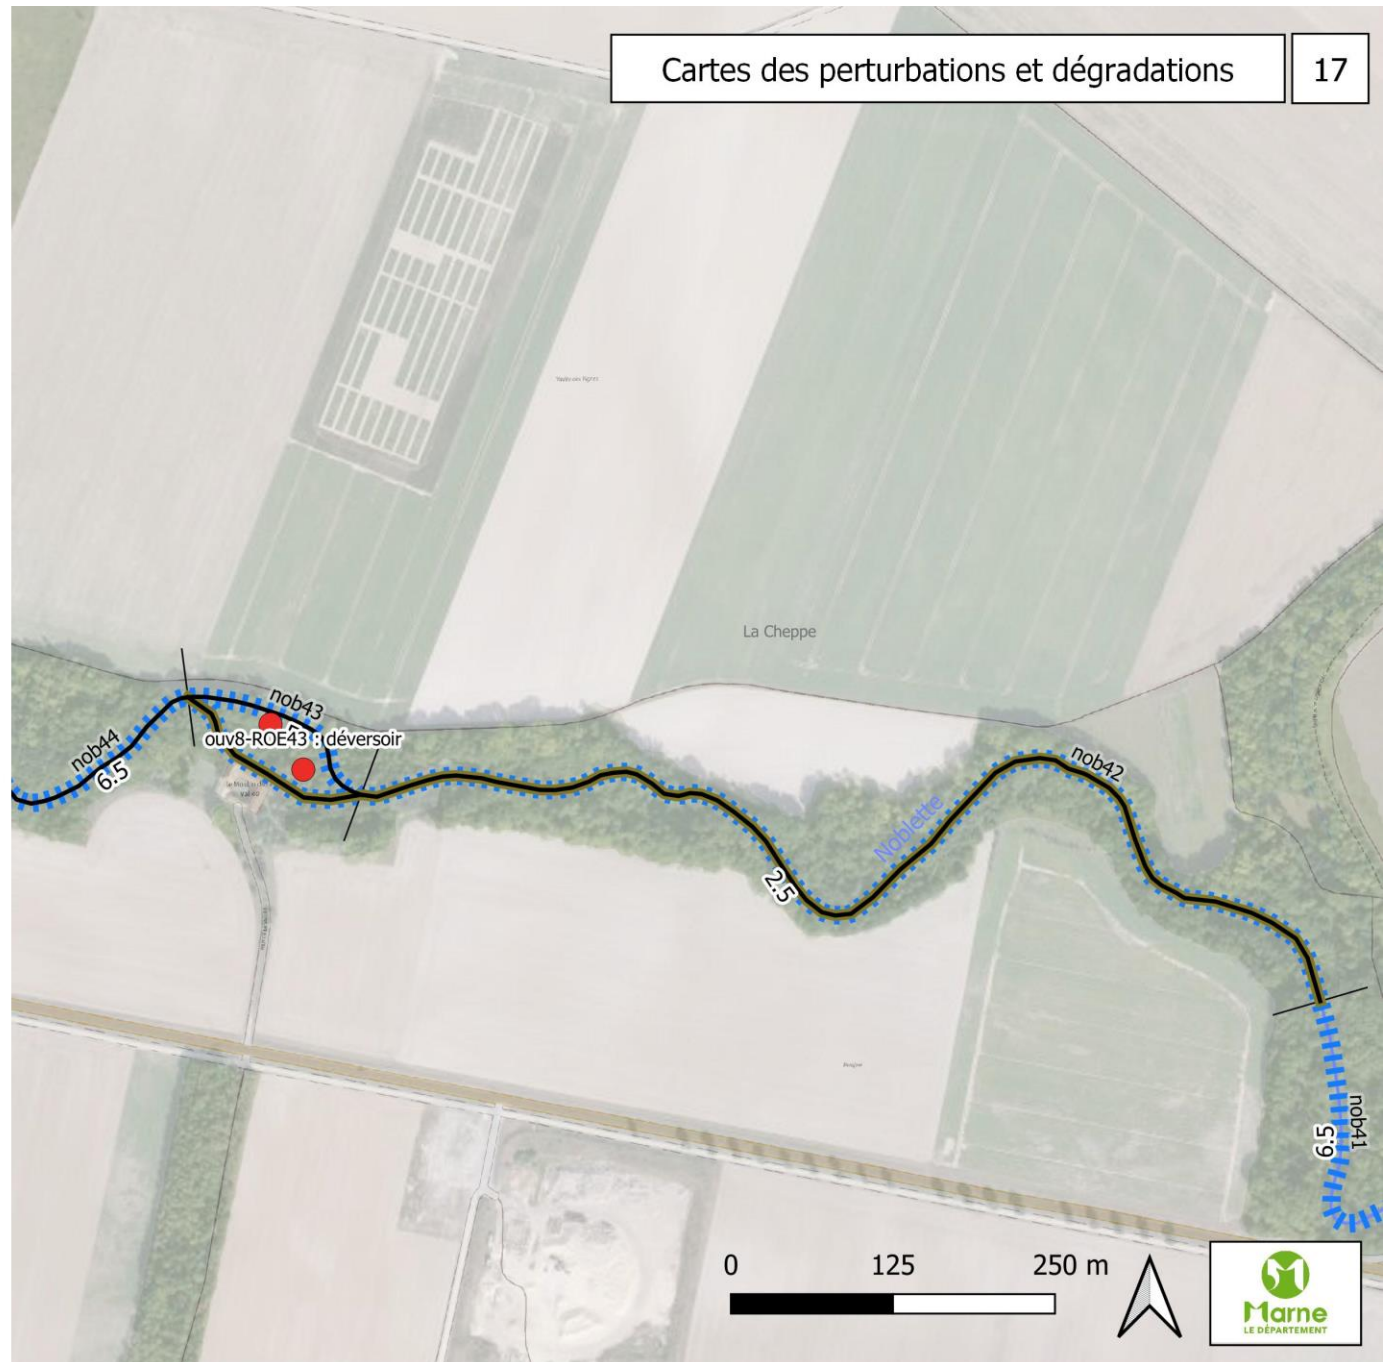 Cartes des perturbations et dégradations
17
La Cheppe
nob43
7
ouv8-ROE43 : déversoir
nob44
6.5
nob42
Noblette
2.5
nob41
6.5
0 125 250 m
Marne
LE DÉPARTEMENT